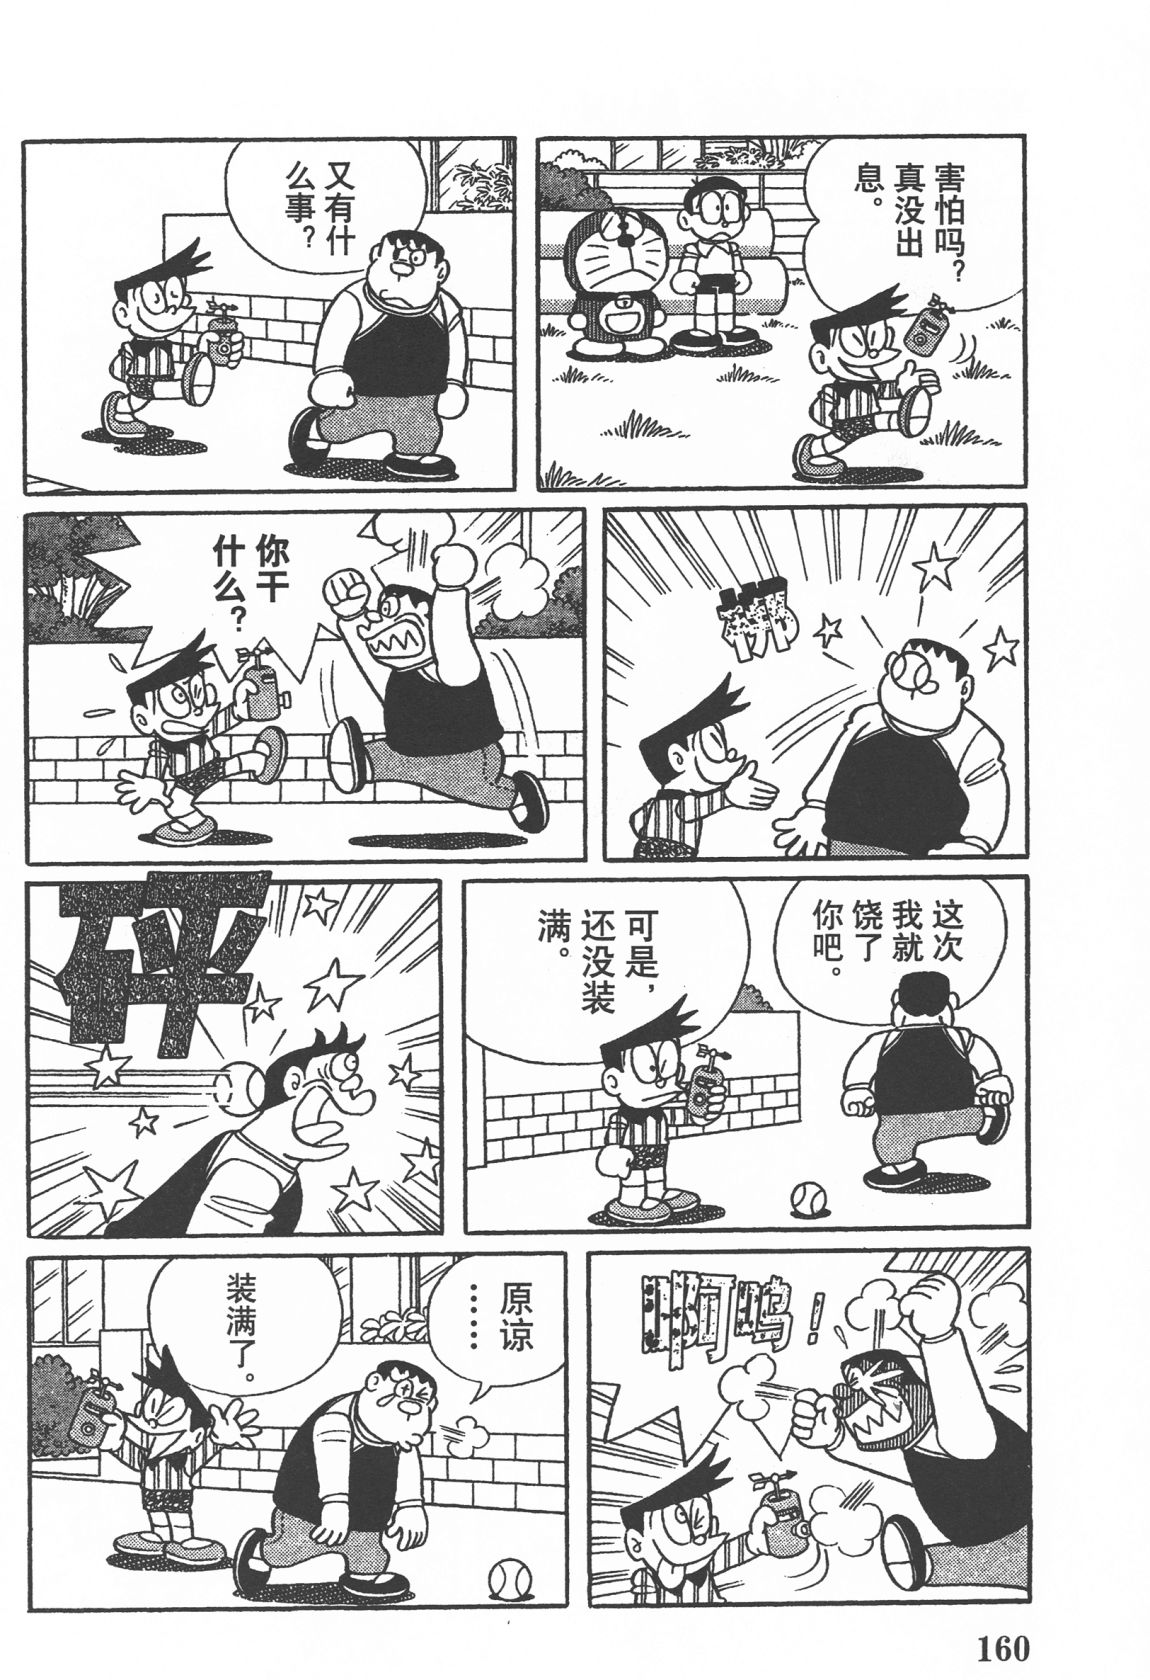 害怕吗？
真没出
息。
又有什
么事？
啪
你干
什么？
这次
我就
饶了
你吧。
可是，
还没装
满。
砰
啊呜！
原谅
……
装满了。
160